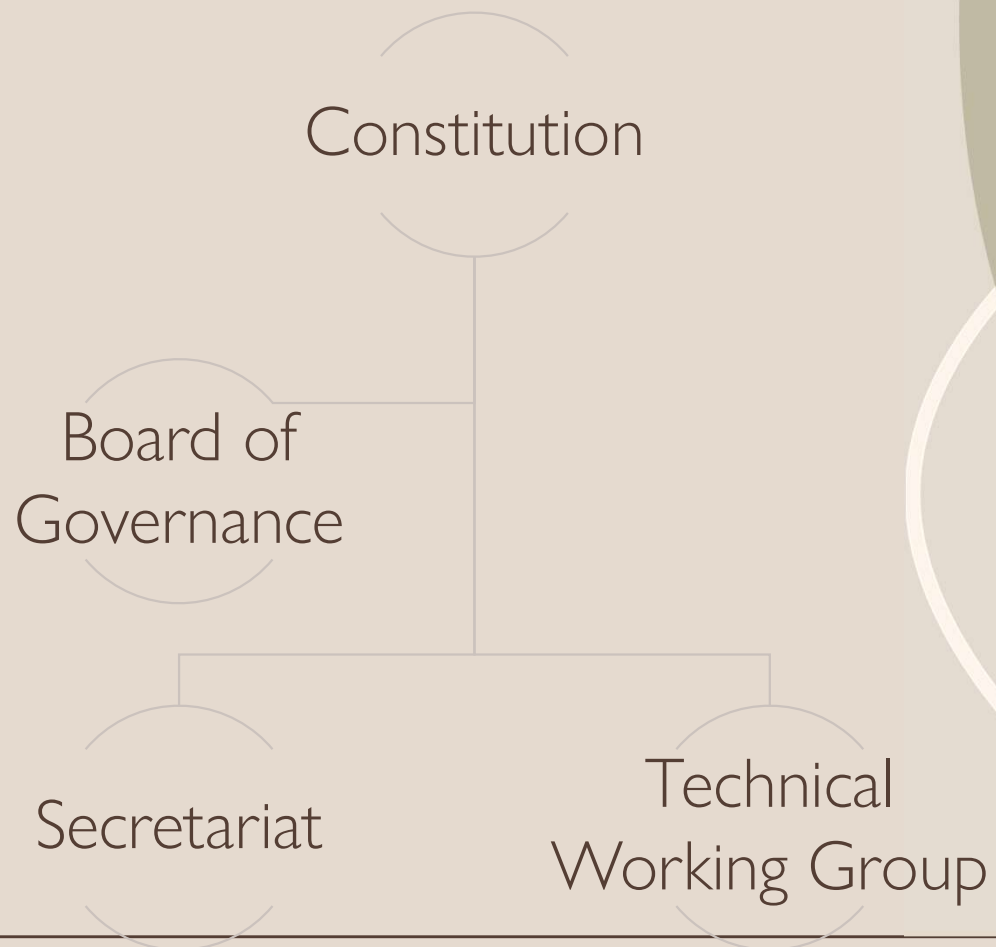 Constitution
Board of
Governance
Secretariat
Technical
Working Group